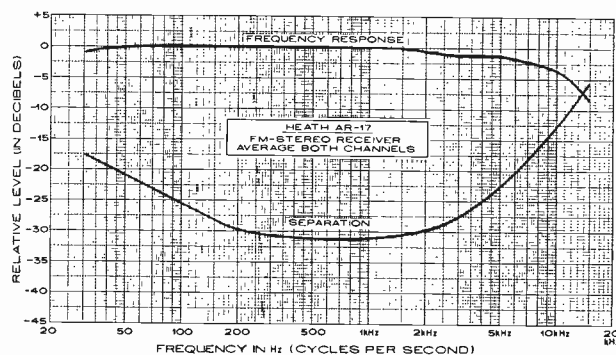 +5
0
-5
-10
-15
-20
-25
-30
-35
-40
-45
RELATIVE LEVEL (IN DECIBELS)
FREQUENCY RESPONSE
HEATH AR-17
FM-STEREO RECEIVER
AVERAGE BOTH CHANNELS
SEPARATION
20 50 100 200 500 1kHz 2kHz 5kHz 10kHz 20
kHz
FREQUENCY IN Hz (CYCLES PER SECOND)